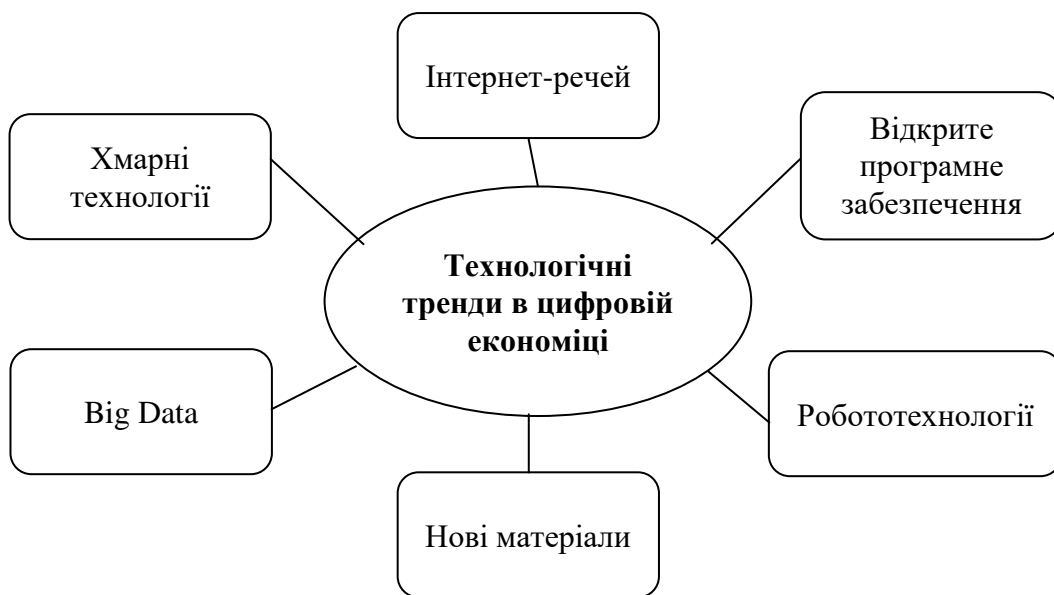 Інтернет-речей
Хмарні
технології
Відкрите
програмне
забезпечення
Технологічні
тренди в цифровій
економіці
Big Data
Робототехнології
Нові матеріали